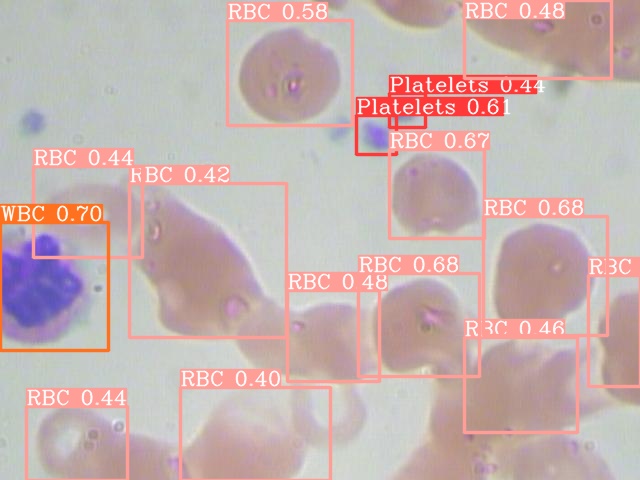 RBC 0.58
RBC 0.48
Platelets 0.44
Platelets 0.61
RBC 0.67
RBC 0.44
RBC 0.42
WBC 0.70
RBC 0.68
RBC 0.68
RBC
RBC 0.48
RBC 0.46
RBC 0.40
RBC 0.44